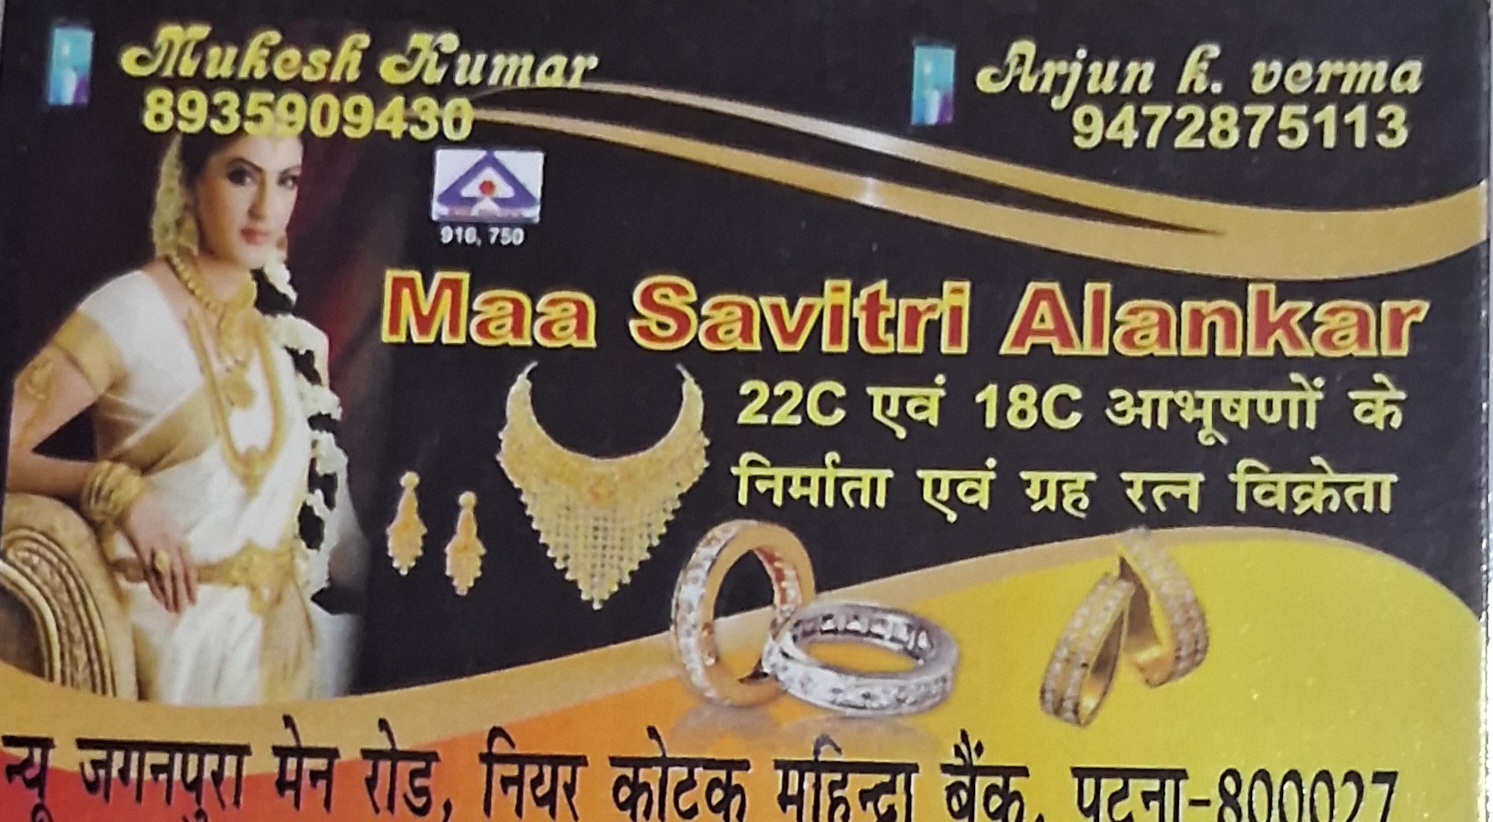 Mukesh Kumar
8935909430
Arjun k. verma
9472875113
916, 750
Maa Savitri Alankar
22C एवं 18C आभूषणों के
निर्माता एवं ग्रह रत्न विक्रेता
न्यू जगनपुरा मेन रोड, नियर कोटक महिन्द्रा बैंक, पटना-800027